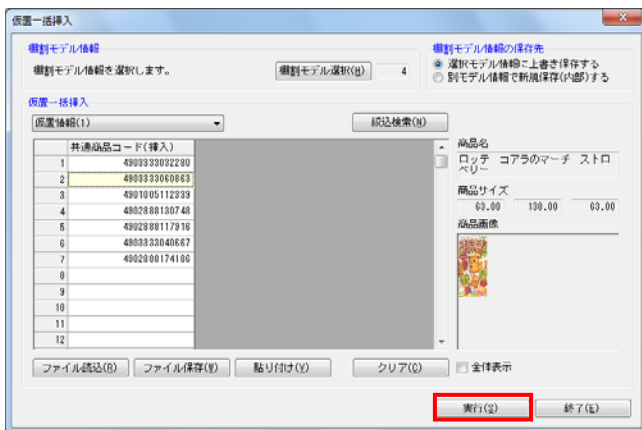 仮置一括挿入
棚割モデル情報
棚割モデル情報を選択します。
棚割モデル選択(H)
4
棚割モデル情報の保存先
選択モデル情報に上書き保存する
別モデル情報で新規保存(内部)する
仮置一括挿入
仮置情報(1)
絞込検索(N)
共通商品コード(挿入)
1 4903333032280
2 4903333060863
3 4901005112339
4 4902888130748
5 4902888117916
6 4903333040667
7 4902800174106
8
9
10
11
12
商品名
ロッテ コアラのマーチ ストロ
ベリー
商品サイズ
63.00 138.00 63.00
商品画像
ファイル読込(R)
ファイル保存(W)
貼り付け(V)
クリア(C)
全体表示
実行(S)
終了(E)